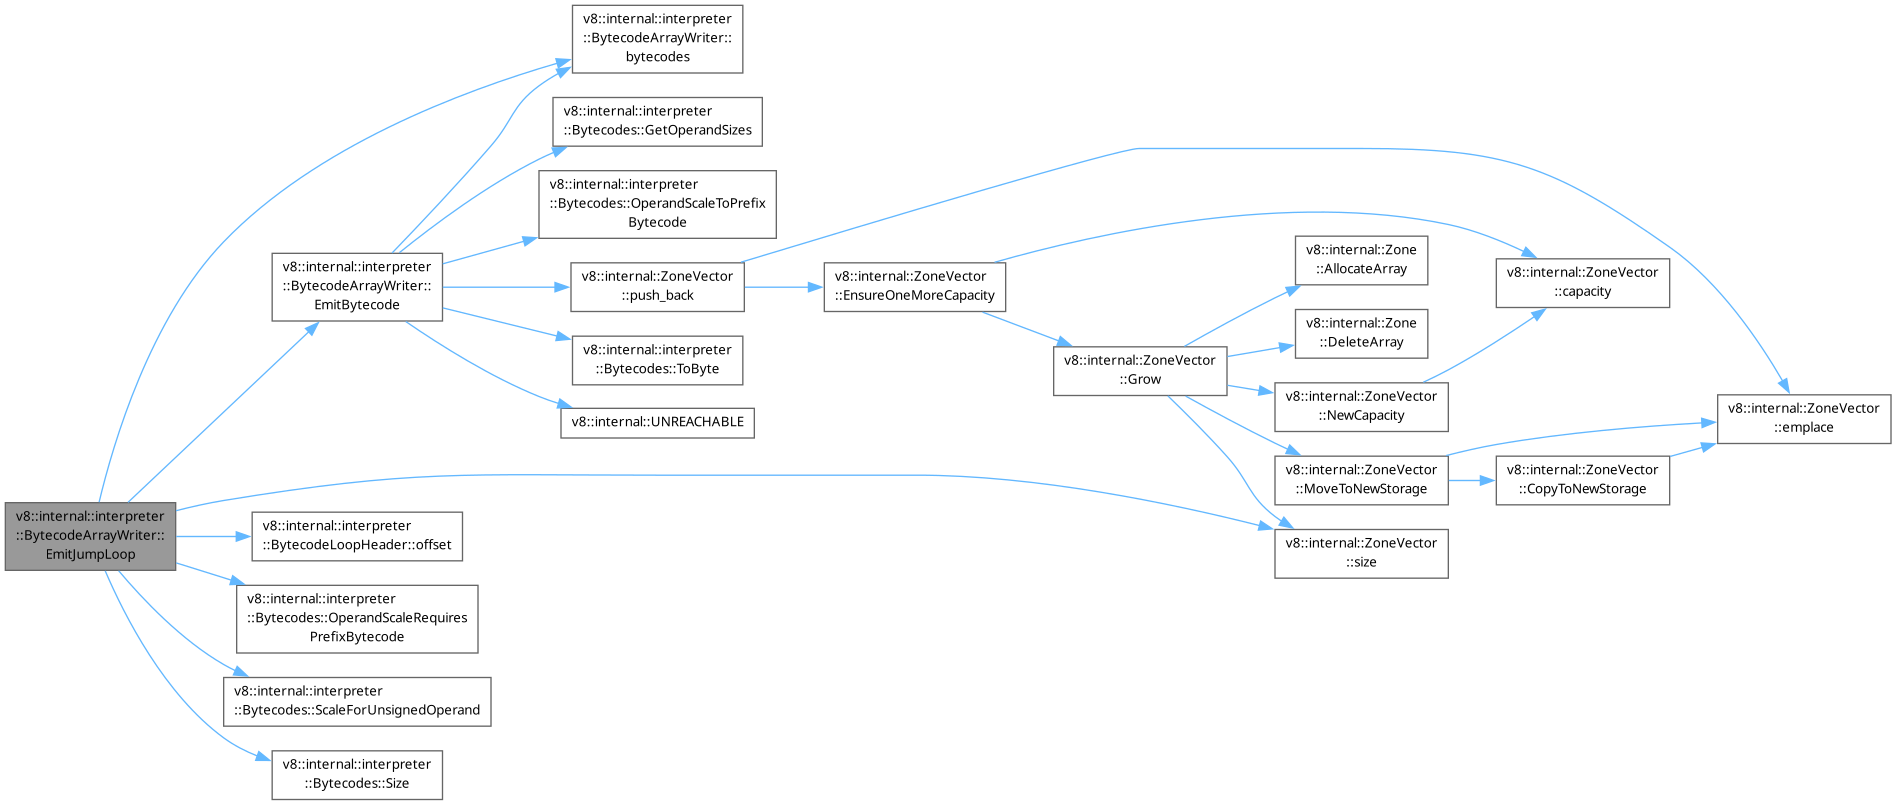 v8::internal::interpreter
::BytecodeArrayWriter::
bytecodes
v8::internal::interpreter
::Bytecodes::GetOperandSizes
v8::internal::interpreter
::Bytecodes::OperandScaleToPrefix
Bytecode
v8::internal::interpreter
::BytecodeArrayWriter::
EmitBytecode
v8::internal::ZoneVector
::push_back
v8::internal::ZoneVector
::EnsureOneMoreCapacity
v8::internal::Zone
::AllocateArray
v8::internal::ZoneVector
::capacity
v8::internal::Zone
::DeleteArray
v8::internal::interpreter
::Bytecodes::ToByte
v8::internal::ZoneVector
::Grow
v8::internal::ZoneVector
::NewCapacity
v8::internal::ZoneVector
::emplace
v8::internal::UNREACHABLE
v8::internal::ZoneVector
::MoveToNewStorage
v8::internal::ZoneVector
::CopyToNewStorage
v8::internal::interpreter
::BytecodeArrayWriter::
EmitJumpLoop
v8::internal::interpreter
::BytecodeLoopHeader::offset
v8::internal::ZoneVector
::size
v8::internal::interpreter
::Bytecodes::OperandScaleRequires
PrefixBytecode
v8::internal::interpreter
::Bytecodes::ScaleForUnsignedOperand
v8::internal::interpreter
::Bytecodes::Size